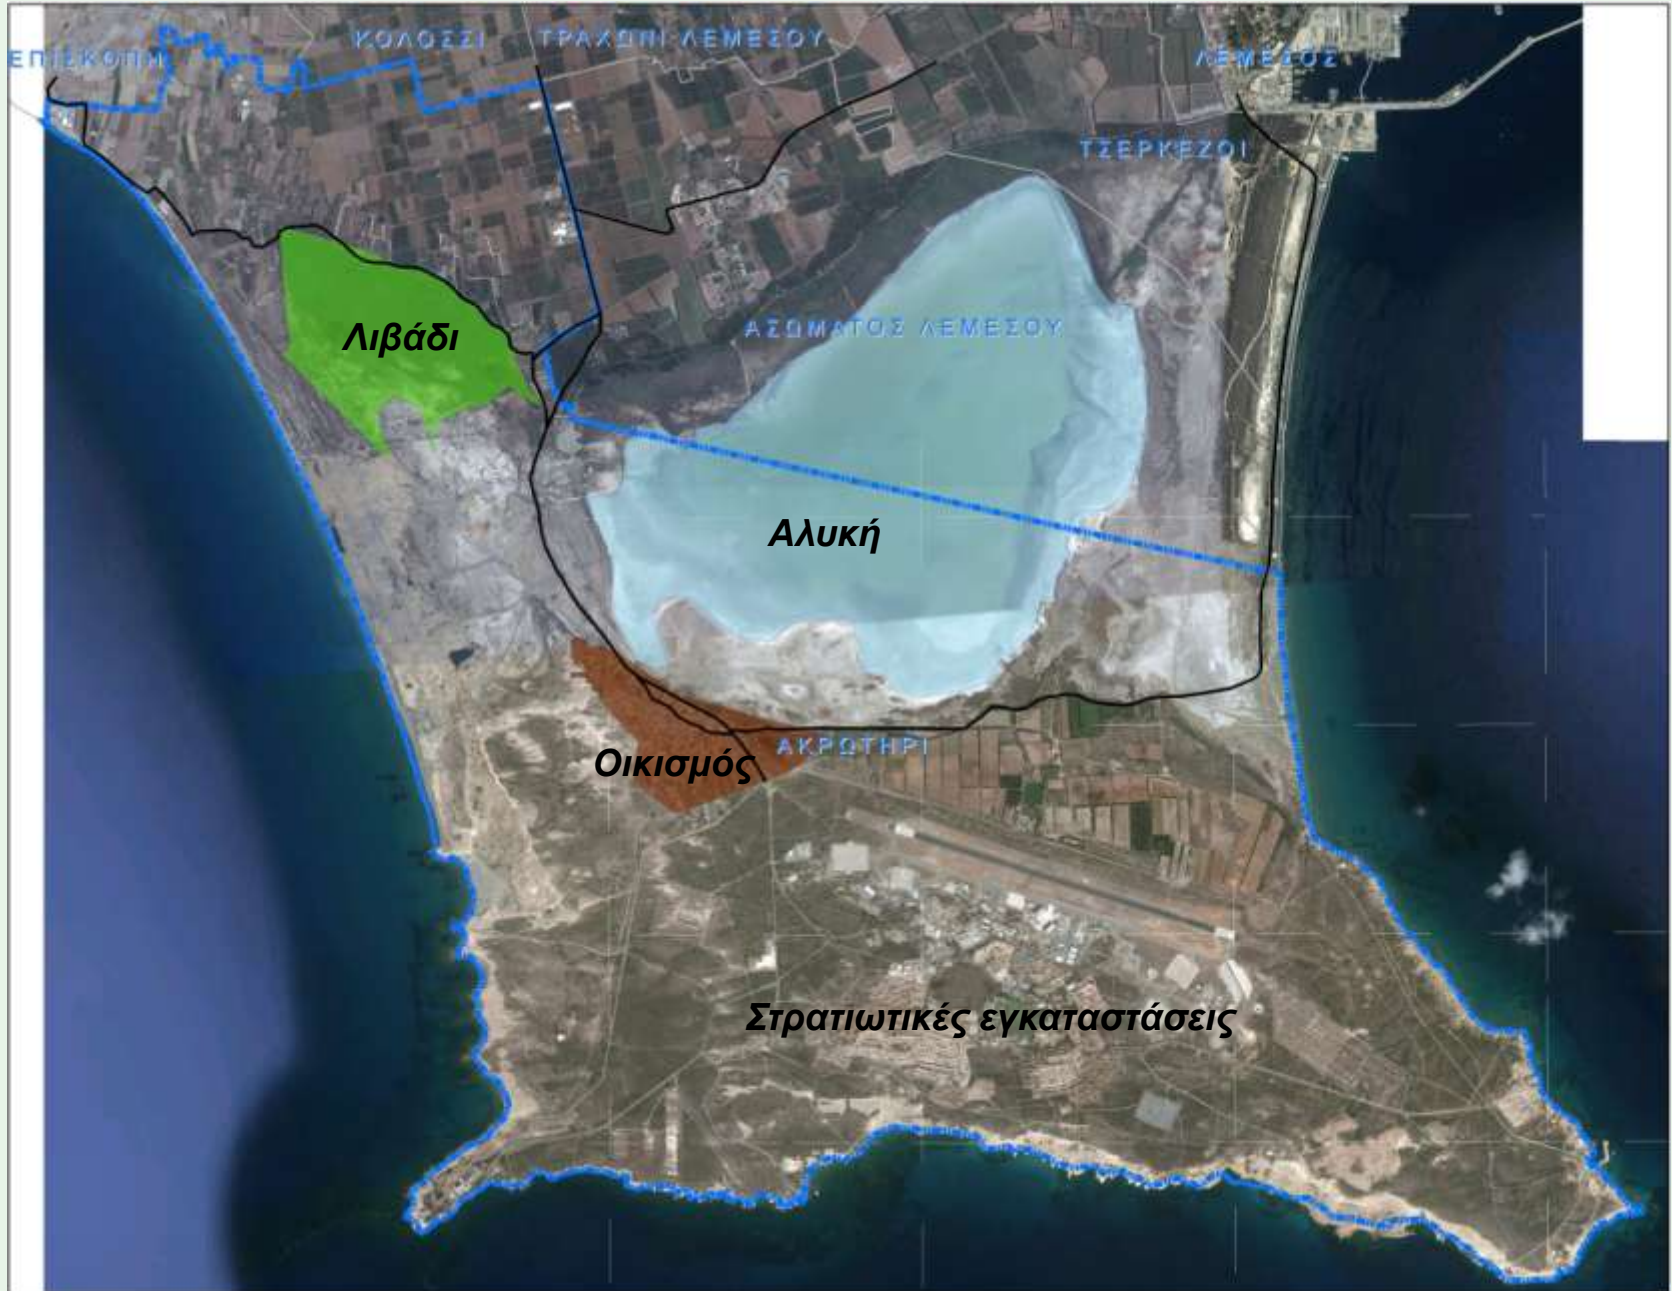 ΕΠΙΣΚΟΠΗ
ΚΟΛΟΣΣΙ
ΤΡΑΧΩΝΙ ΛΕΜΕΣΟΥ
ΛΕΜΕΣΟΣ
ΤΣΕΡΚΕΖΟΙ
Λιβάδι
ΑΣΩΜΑΤΟΣ ΛΕΜΕΣΟΥ
Αλυκή
ΑΚΡΩΤΗΡΙ
Οικισμός
Στρατιωτικές εγκαταστάσεις